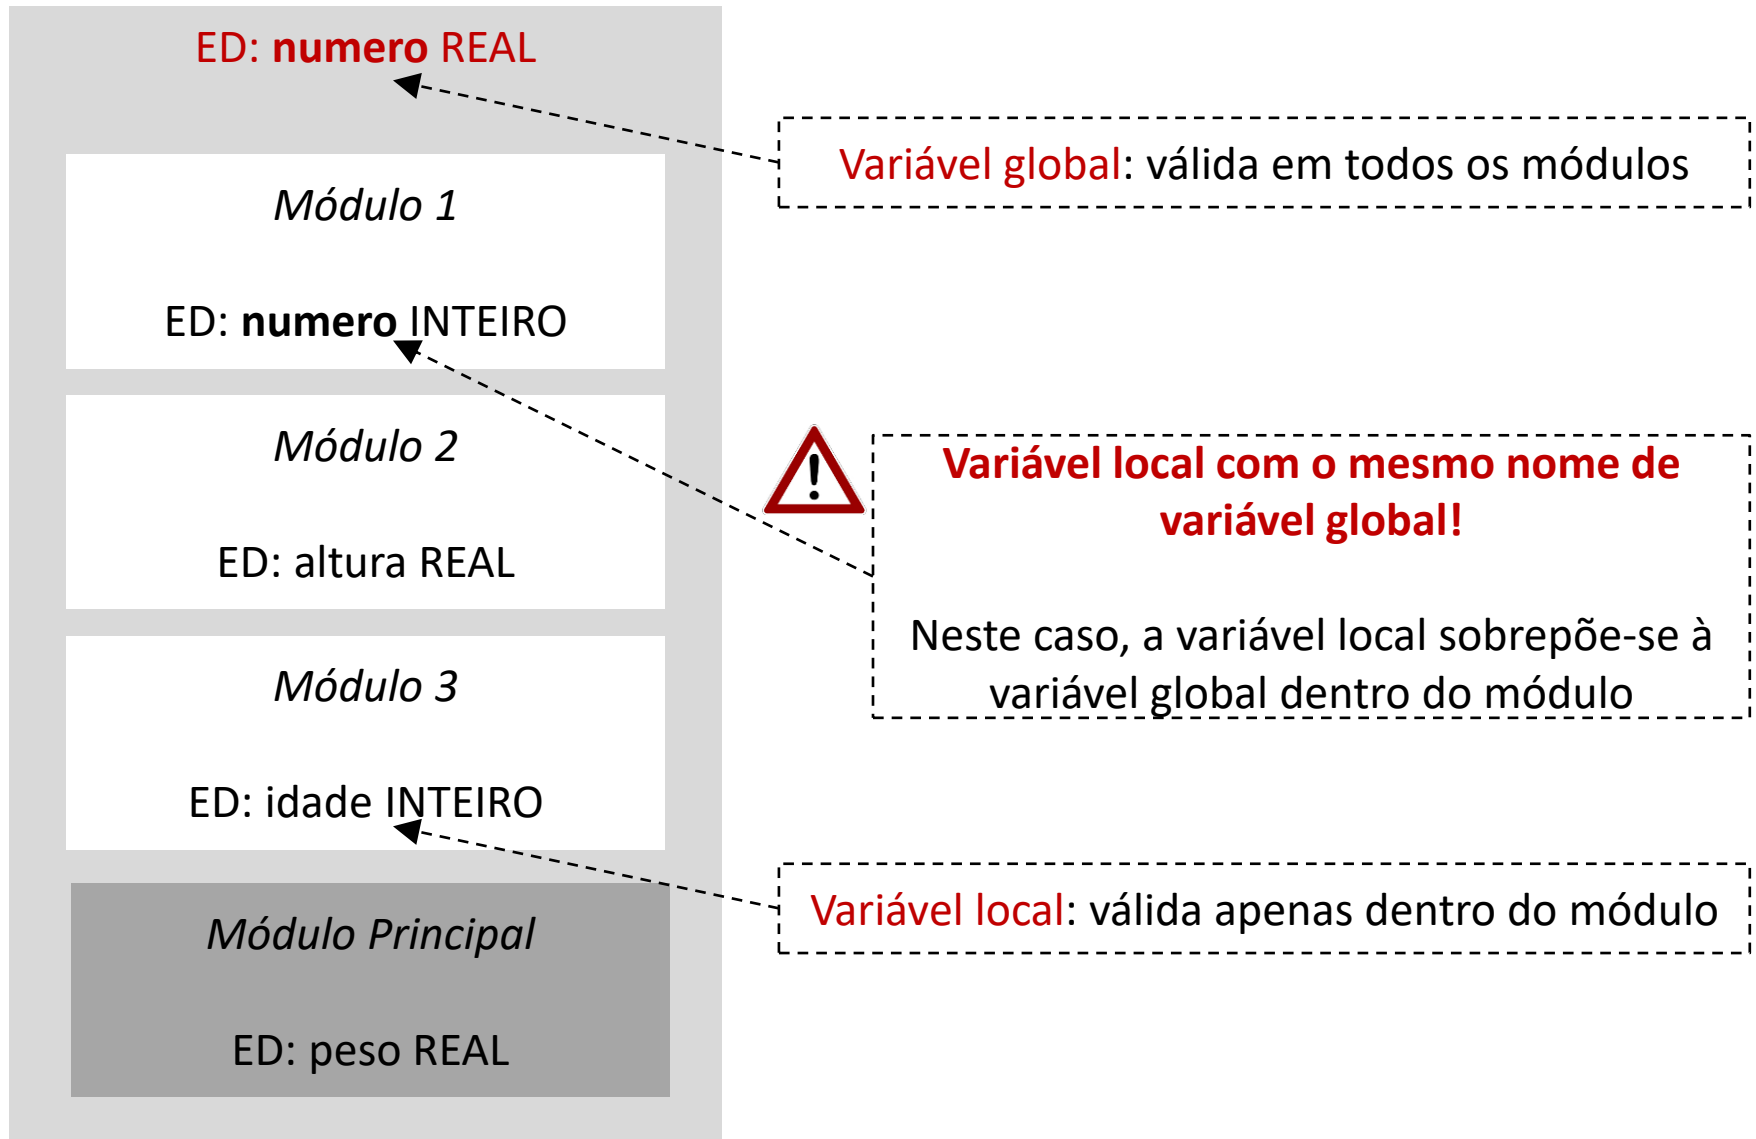 ED: numero REAL
Variável global: válida em todos os módulos
Módulo 1
ED: numero INTEIRO
Módulo 2
ED: altura REAL
Variável local com o mesmo nome de
variável global!
Neste caso, a variável local sobrepõe-se à
variável global dentro do módulo
Módulo 3
ED: idade INTEIRO
Variável local: válida apenas dentro do módulo
Módulo Principal
ED: peso REAL